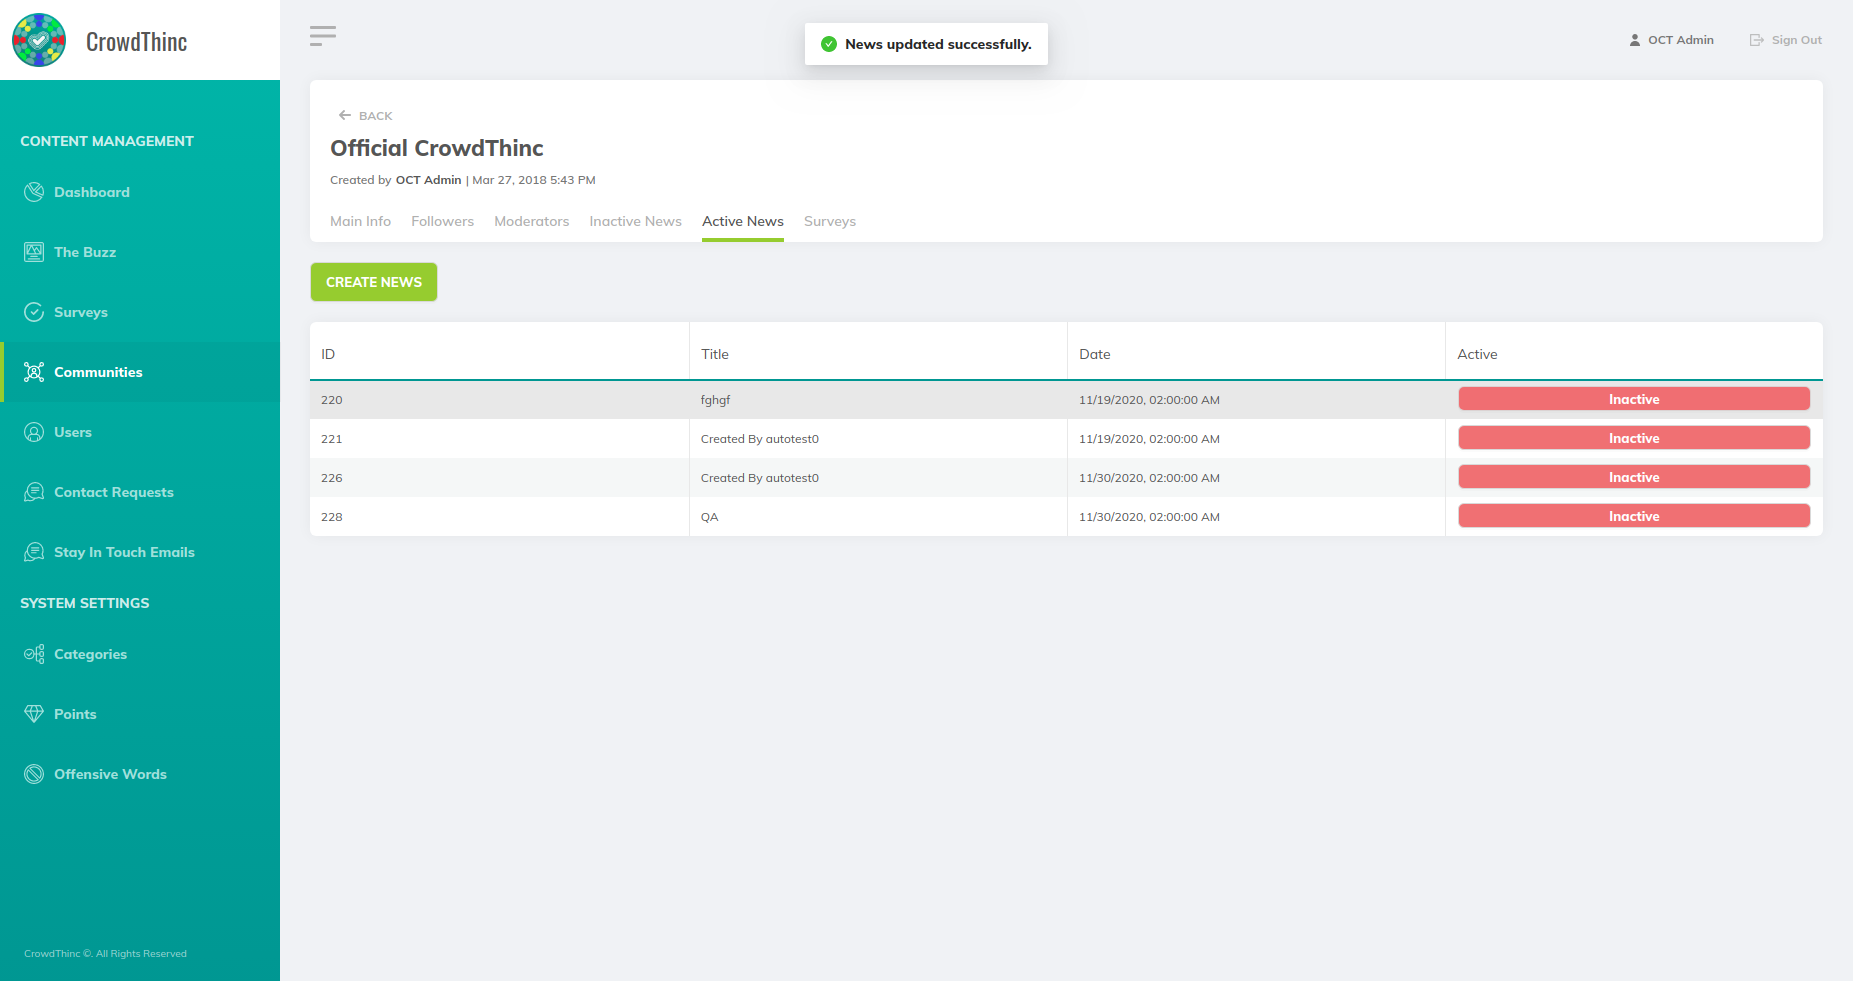 CrowdThinc
News updated successfully.
OCT Admin
Sign Out
CONTENT MANAGEMENT
Dashboard
The Buzz
Surveys
Communities
Users
Contact Requests
Stay In Touch Emails
SYSTEM SETTINGS
Categories
Points
Offensive Words
CrowdThinc ©. All Rights Reserved
BACK
Official CrowdThinc
Created by OCT Admin | Mar 27, 2018 5:43 PM
Main Info Followers Moderators Inactive News Active News Surveys
CREATE NEWS
ID Title Date Active
220 fghgf 11/19/2020, 02:00:00 AM Inactive
221 Created By autotest0 11/19/2020, 02:00:00 AM Inactive
226 Created By autotest0 11/30/2020, 02:00:00 AM Inactive
228 QA 11/30/2020, 02:00:00 AM Inactive